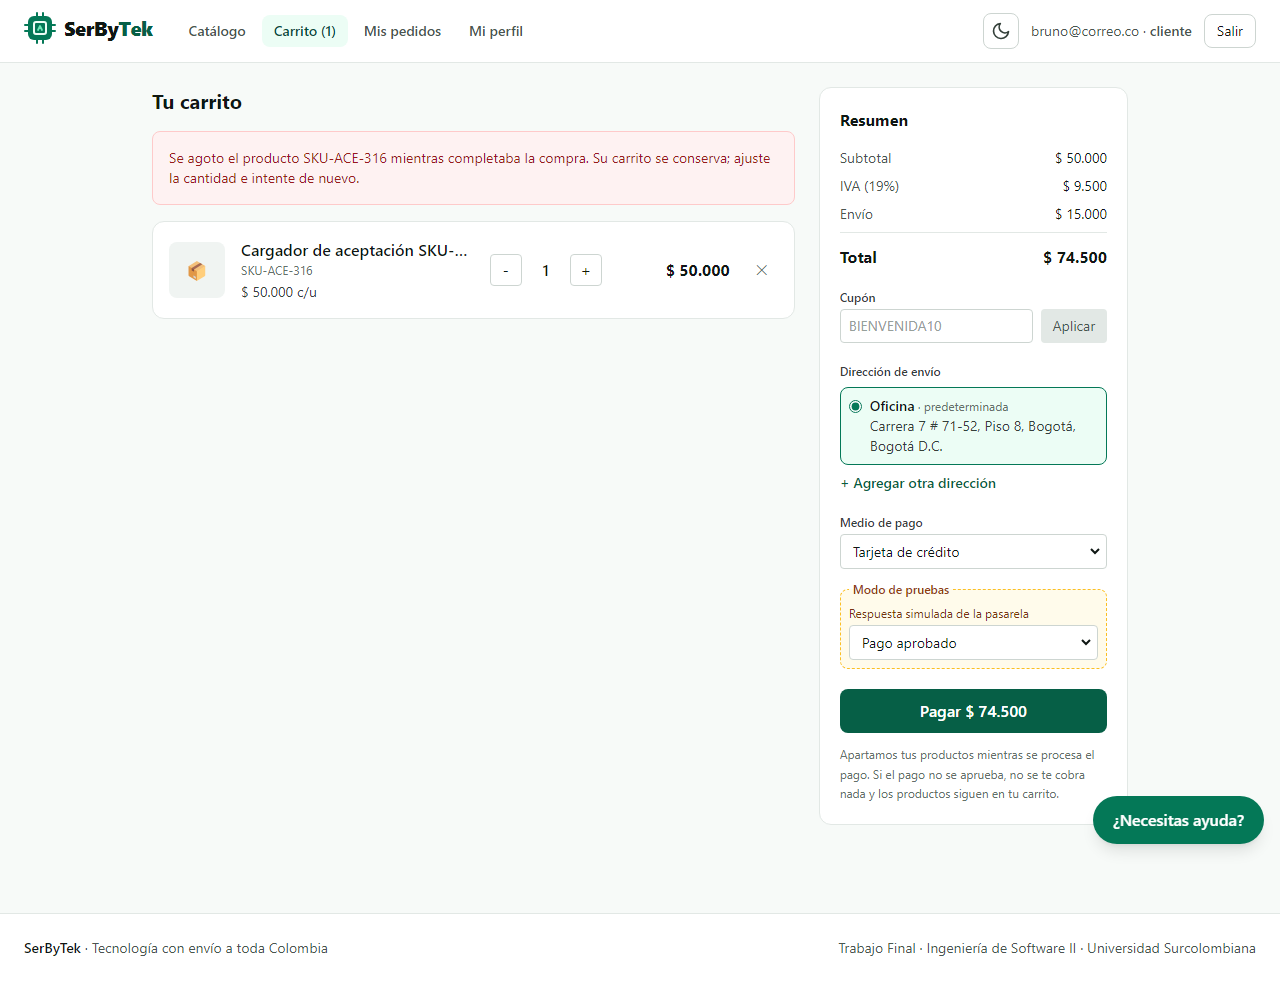 SerByTek
Catálogo
Carrito (1)
Mis pedidos
Mi perfil
bruno@correo.co · cliente
Salir
Tu carrito
Se agoto el producto SKU-ACE-316 mientras completaba la compra. Su carrito se conserva; ajuste
la cantidad e intente de nuevo.
Cargador de aceptación SKU-...
SKU-ACE-316
$ 50.000 c/u
-
1
+
$ 50.000
Resumen
Subtotal $ 50.000
IVA (19%) $ 9.500
Envío $ 15.000
Total $ 74.500
Cupón
BIENVENIDA10
Aplicar
Dirección de envío
Oficina · predeterminada
Carrera 7 # 71-52, Piso 8, Bogotá,
Bogotá D.C.
+ Agregar otra dirección
Medio de pago
Tarjeta de crédito
Modo de pruebas
Respuesta simulada de la pasarela
Pago aprobado
Pagar $ 74.500
Apartamos tus productos mientras se procesa el
pago. Si el pago no se aprueba, no se te cobra
nada y los productos siguen en tu carrito.
¿Necesitas ayuda?
SerByTek · Tecnología con envío a toda Colombia
Trabajo Final · Ingeniería de Software II · Universidad Surcolombiana